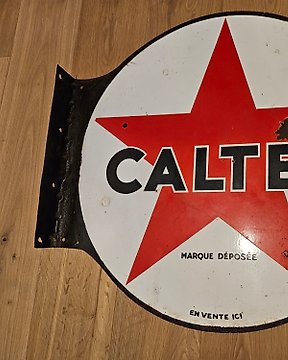 CALTE
MARQUE DÉPOSÉE
EN VENTE ICI